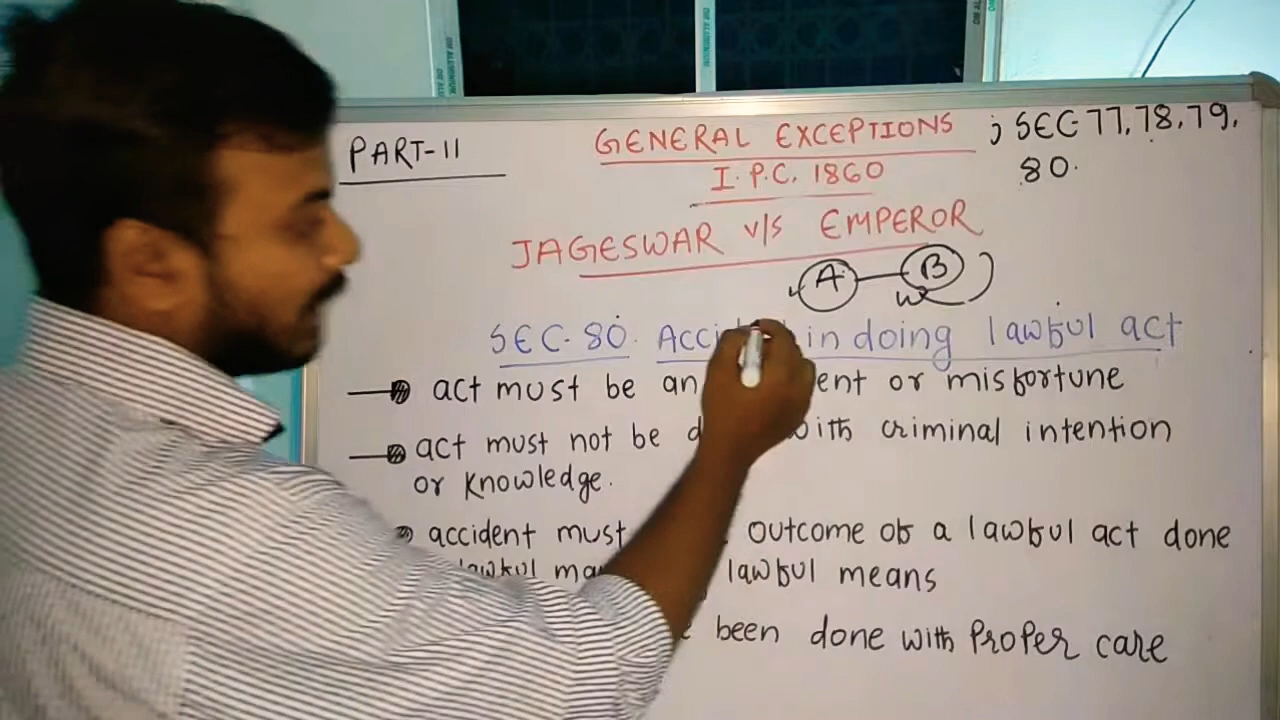 PART-11
GENERAL EXCEPTIONS ; SEC 77, 78, 79,
80.
I.P.C. 1860
JAGESWAR v/s EMPEROR
A B
w
SEC-80. in doing lawful act
act must be an or misfortune
act must not be with criminal intention
or knowledge.
accident must outcome of a lawful act done
lawful means
been done with proper care